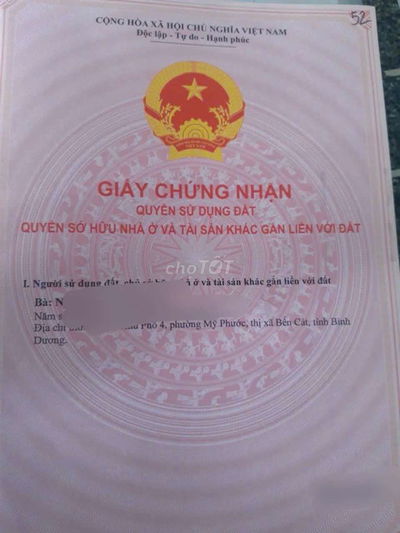 52
CỘNG HÒA XÃ HỘI CHỦ NGHĨA VIỆT NAM
Độc lập - Tự do - Hạnh phúc
VIỆT NAM
GIẤY CHỨNG NHẬN
QUYỀN SỬ DỤNG ĐẤT
QUYỀN SỞ HỮU NHÀ Ở VÀ TÀI SẢN KHÁC GẮN LIỀN VỚI ĐẤT
choTỐT
I. Người sử dụng đất, ở và tài sản khác gắn liền với đất
Bà: N
Năm s
Địa chỉ phố 4, phường Mỹ Phước, thị xã Bến Cát, tỉnh Bình
Dương.